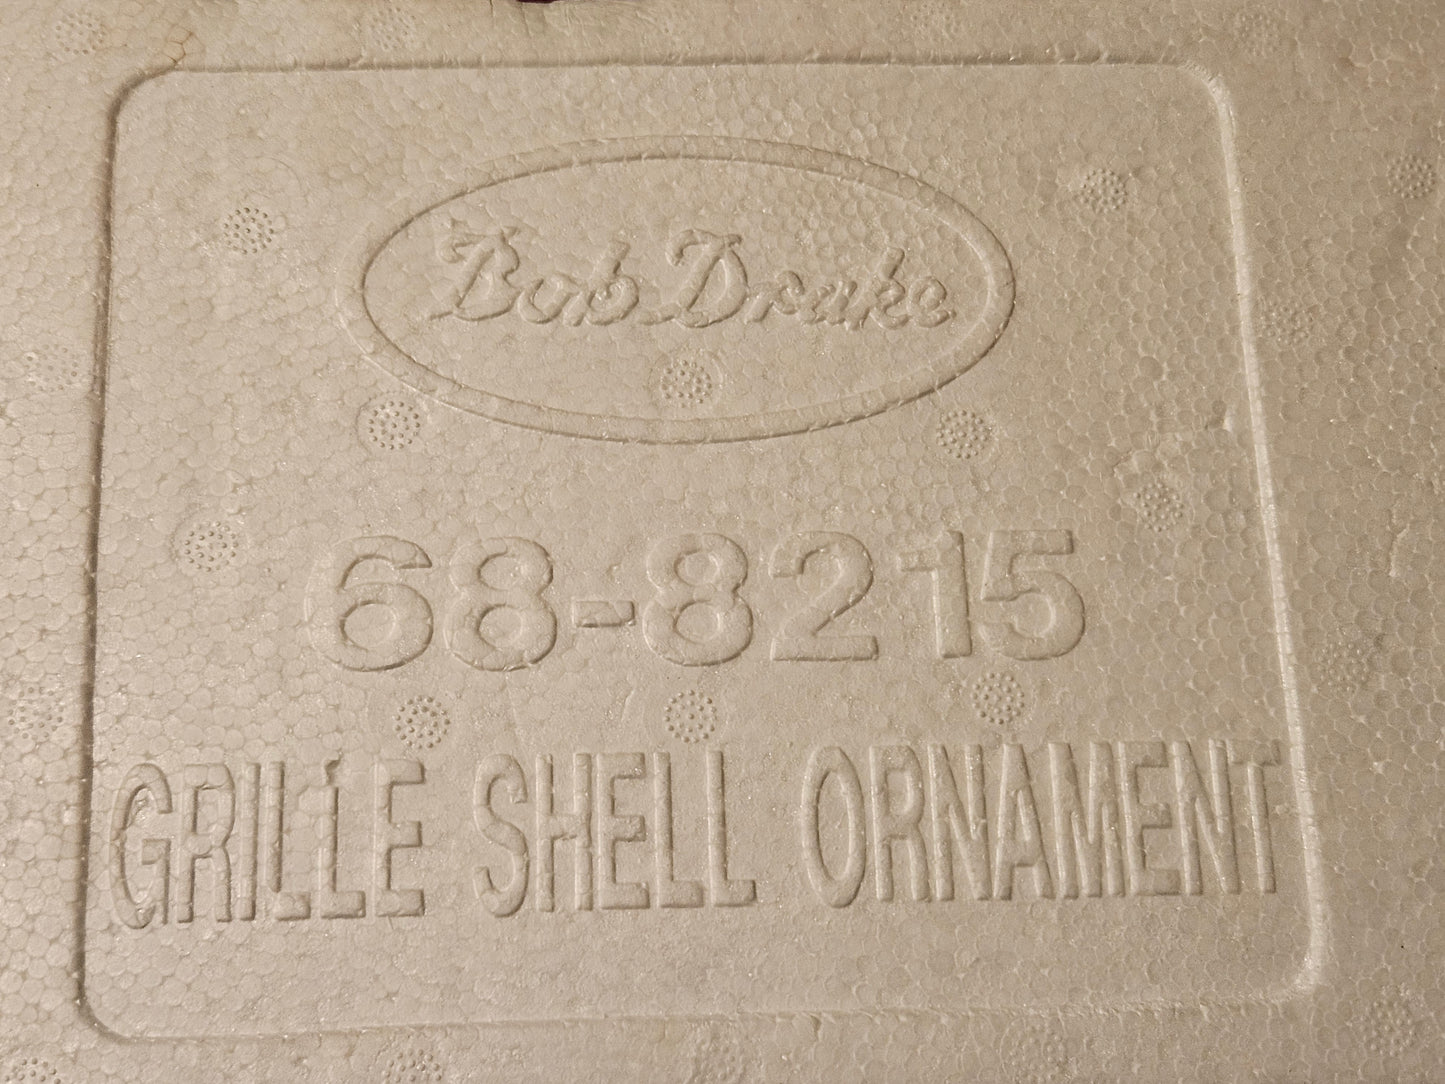 Bob Drake
68-8215
GRILLE SHELL ORNAMENT